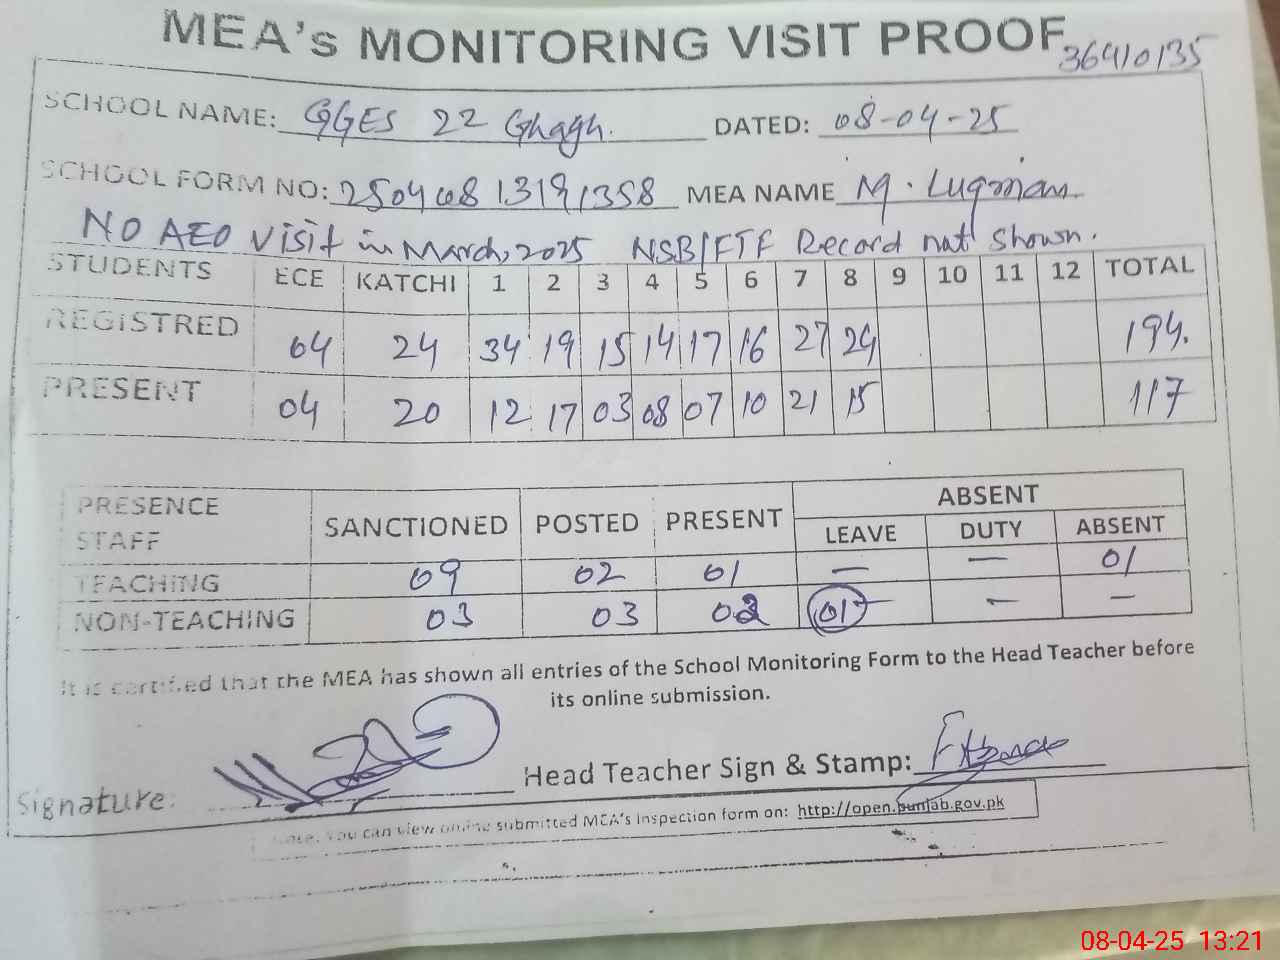 MEA's MONITORING VISIT PROOF
36410135
SCHOOL NAME: GGES 22 Ghagh. DATED: 08-04-25
SCHOOL FORM NO: 25040813191358 MEA NAME M. Luqman
NO AEO Visit in March, 2025 NSB/FTF Record not shown.
STUDENTS ECE KATCHI 1 2 3 4 5 6 7 8 9 10 11 12 TOTAL
REGISTRED 04 24 34 19 15 14 17 16 27 24 194.
PRESENT 04 20 12 17 03 08 07 10 21 15 117
PRESENCE STAFF SANCTIONED POSTED PRESENT ABSENT
LEAVE DUTY ABSENT
TEACHING 09 02 01 — — 01
NON-TEACHING 03 03 02 01 — —
It is certified that the MEA has shown all entries of the School Monitoring Form to the Head Teacher before
its online submission.
Signature: Head Teacher Sign & Stamp:
Note: You can view online submitted MEA's Inspection form on: http://open.punjab.gov.pk
08-04-25 13:21